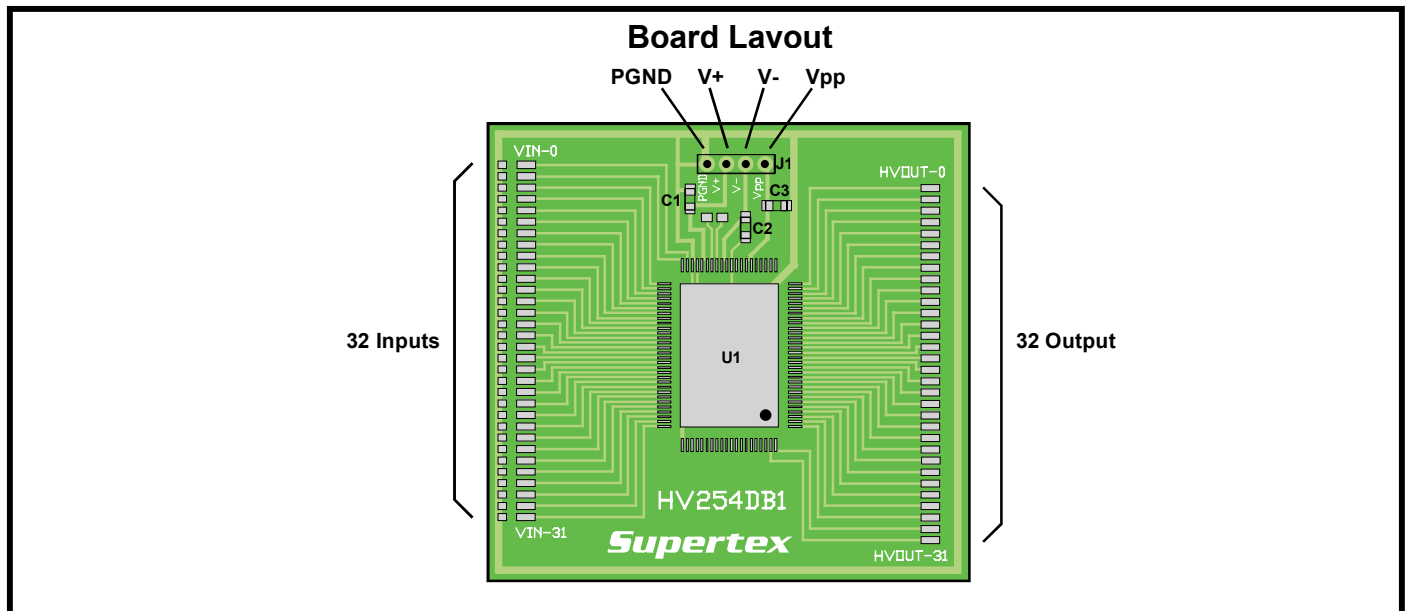 Board Lavout
PGND V+ V- Vpp
VIN-0
J1
HVOUT-0
PGND
V+
V-
Vpp
C1
C3
C2
32 Inputs
U1
32 Output
HV254DB1
VIN-31
Supertex
HVOUT-31